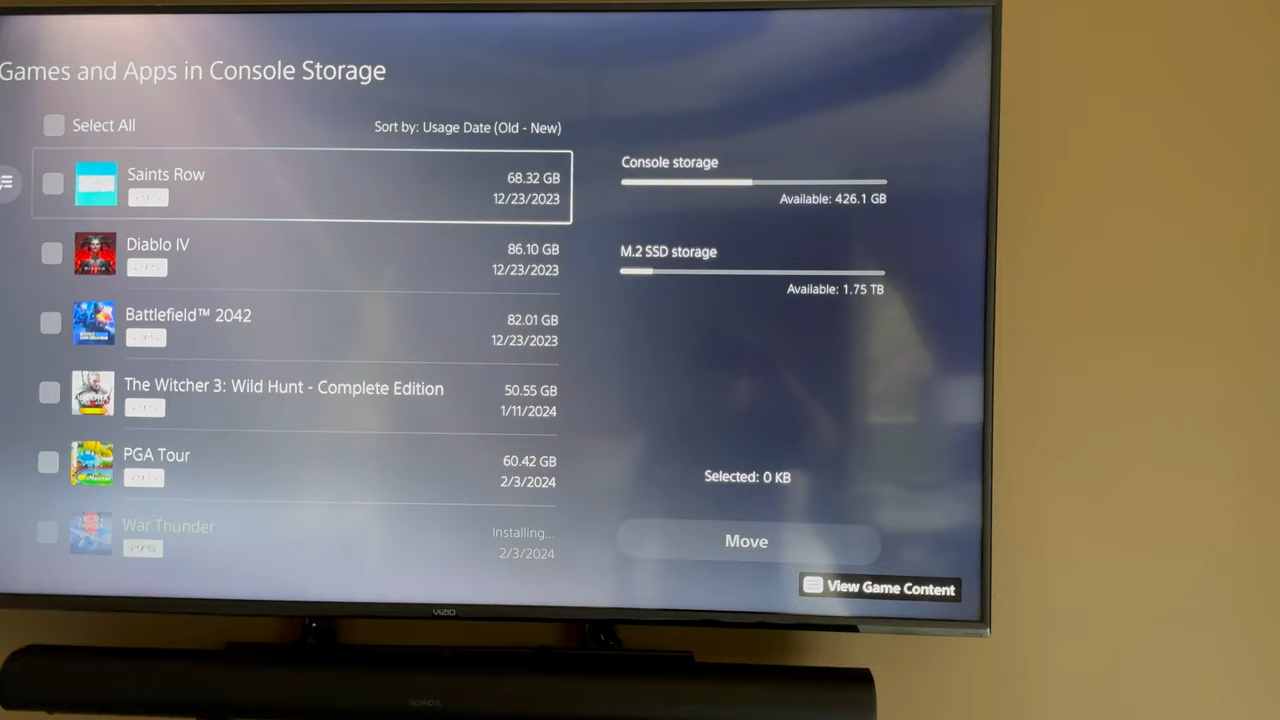 Games and Apps in Console Storage
Select All
Sort by: Usage Date (Old - New)
Saints Row
68.32 GB
12/23/2023
Diablo IV
86.10 GB
12/23/2023
Battlefield™ 2042
82.01 GB
12/23/2023
The Witcher 3: Wild Hunt - Complete Edition
50.55 GB
1/11/2024
PGA Tour
60.42 GB
2/3/2024
War Thunder
PS5
Installing...
2/3/2024
Console storage
Available: 426.1 GB
M.2 SSD storage
Available: 1.75 TB
Selected: 0 KB
Move
View Game Content
VIZIO
SONOS